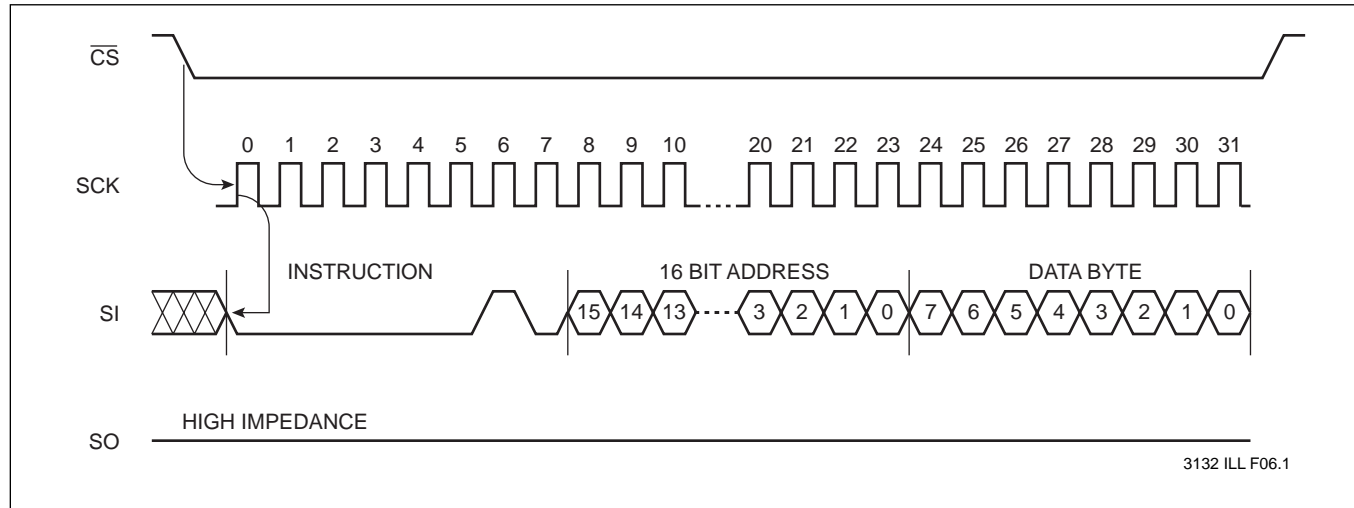 CS
0 1 2 3 4 5 6 7 8 9 10 20 21 22 23 24 25 26 27 28 29 30 31
SCK
INSTRUCTION 16 BIT ADDRESS DATA BYTE
SI 15 14 13 3 2 1 0 7 6 5 4 3 2 1 0
HIGH IMPEDANCE
SO
3132 ILL F06.1